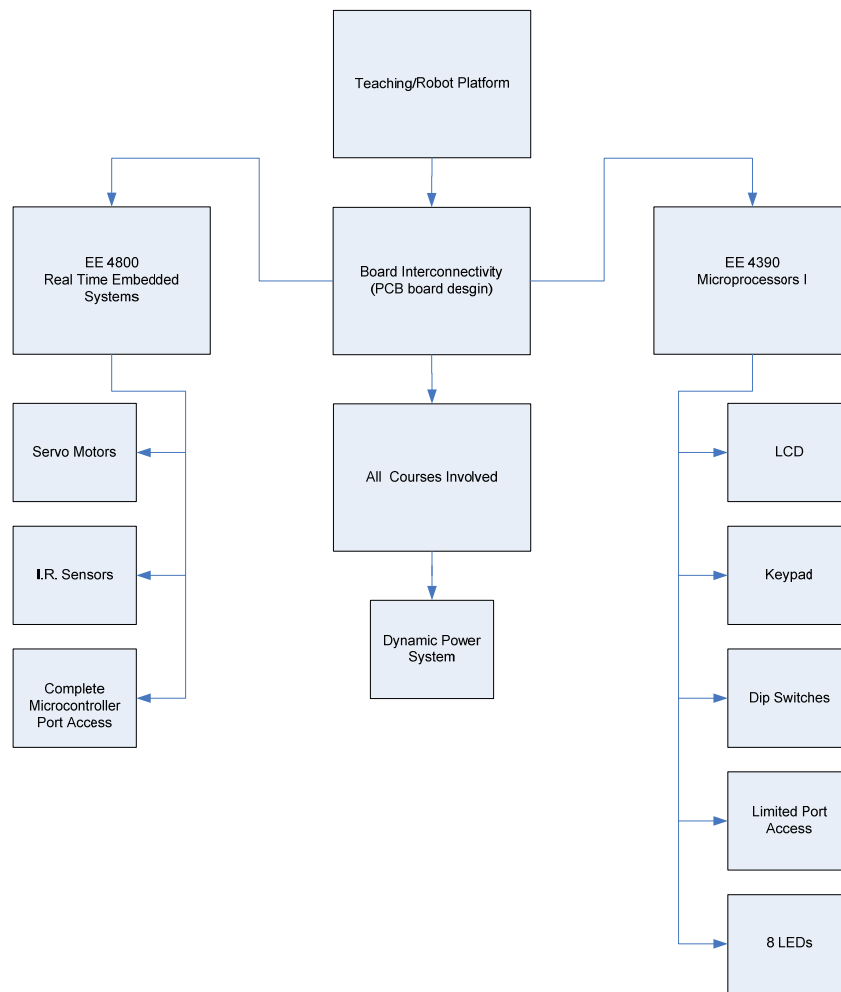 Teaching/Robot Platform
EE 4800
Real Time Embedded
Systems
Board Interconnectivity
(PCB board desgin)
EE 4390
Microprocessors I
Servo Motors
I.R. Sensors
Complete
Microcontroller
Port Access
All Courses Involved
Dynamic Power
System
LCD
Keypad
Dip Switches
Limited Port
Access
8 LEDs